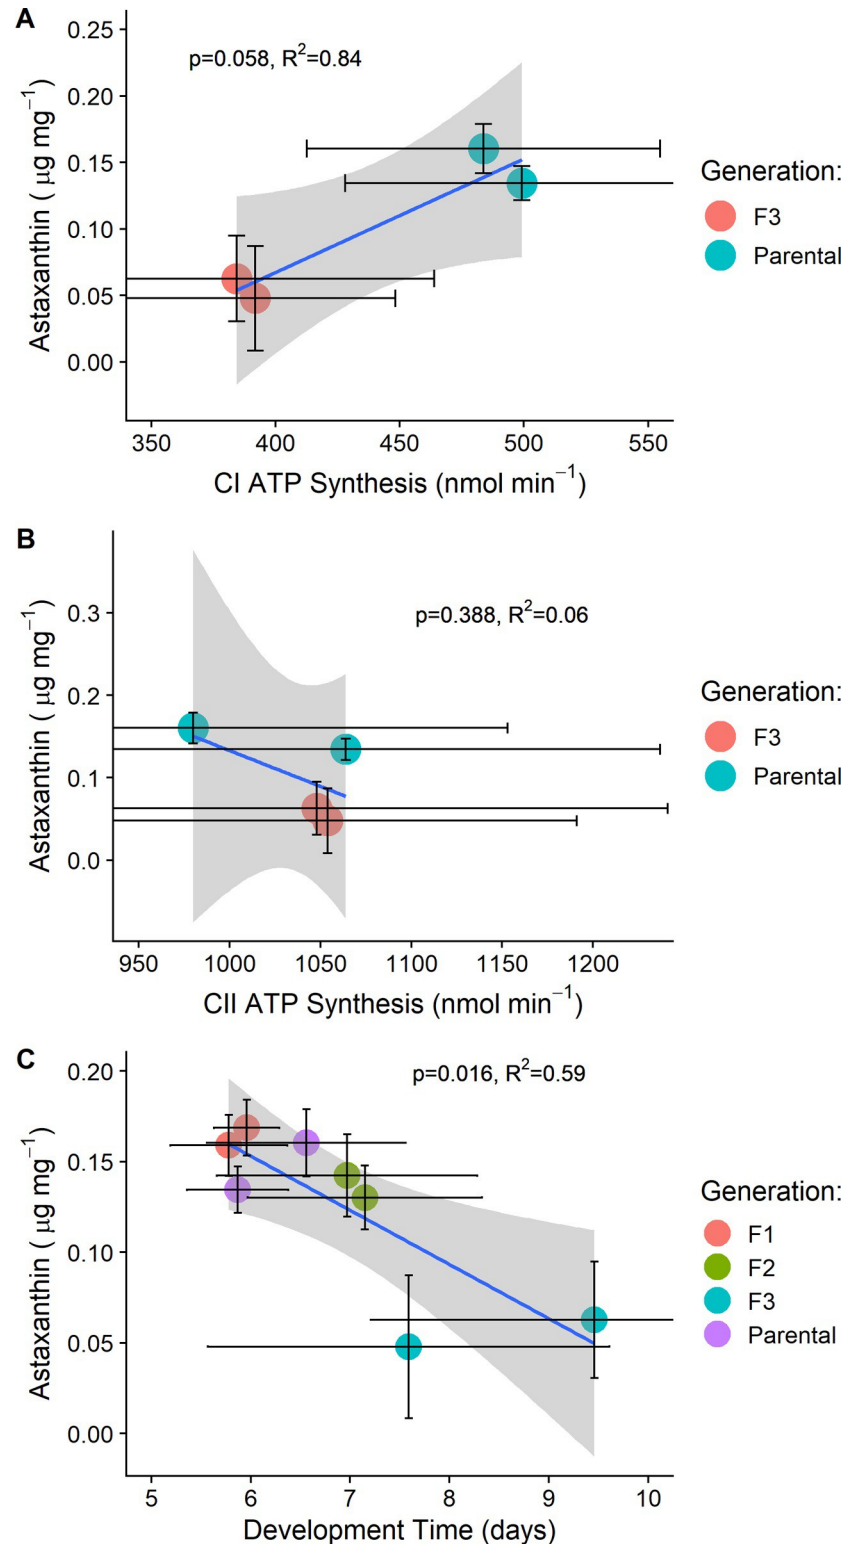 A
p=0.058, R²=0.84
0.25
0.20
0.15
0.10
0.05
0.00
Astaxanthin ( μg mg⁻¹)
350 400 450 500 550
CI ATP Synthesis (nmol min⁻¹)
Generation:
F3
Parental
B
p=0.388, R²=0.06
0.3
0.2
0.1
0.0
Astaxanthin ( μg mg⁻¹)
950 1000 1050 1100 1150 1200
CII ATP Synthesis (nmol min⁻¹)
Generation:
F3
Parental
C
p=0.016, R²=0.59
0.20
0.15
0.10
0.05
0.00
Astaxanthin ( μg mg⁻¹)
5 6 7 8 9 10
Development Time (days)
Generation:
F1
F2
F3
Parental